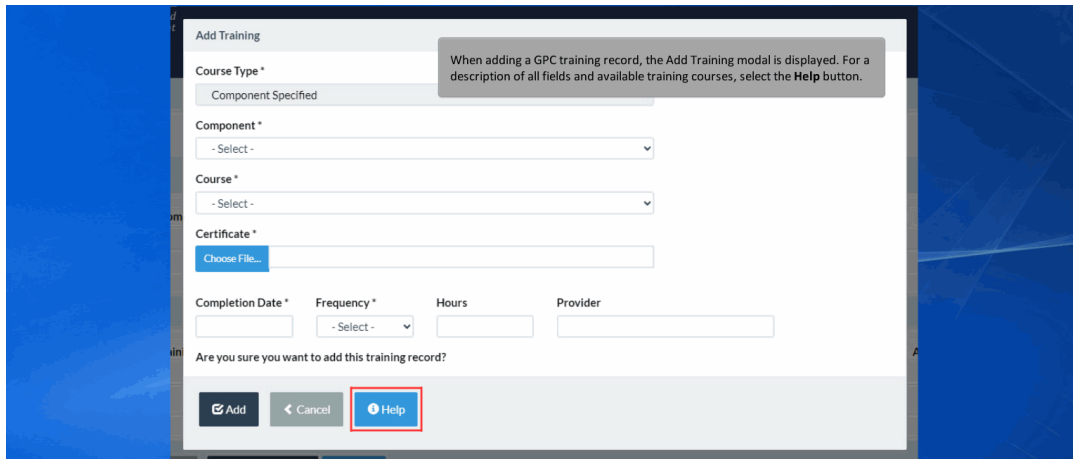 d
t
Add Training
When adding a GPC training record, the Add Training modal is displayed. For a
description of all fields and available training courses, select the Help button.
Course Type *
Component Specified
Component *
- Select -
Course *
- Select -
om
Certificate *
Choose File...
Completion Date * Frequency * Hours Provider
- Select -
ini
Are you sure you want to add this training record?
A
Add Cancel Help